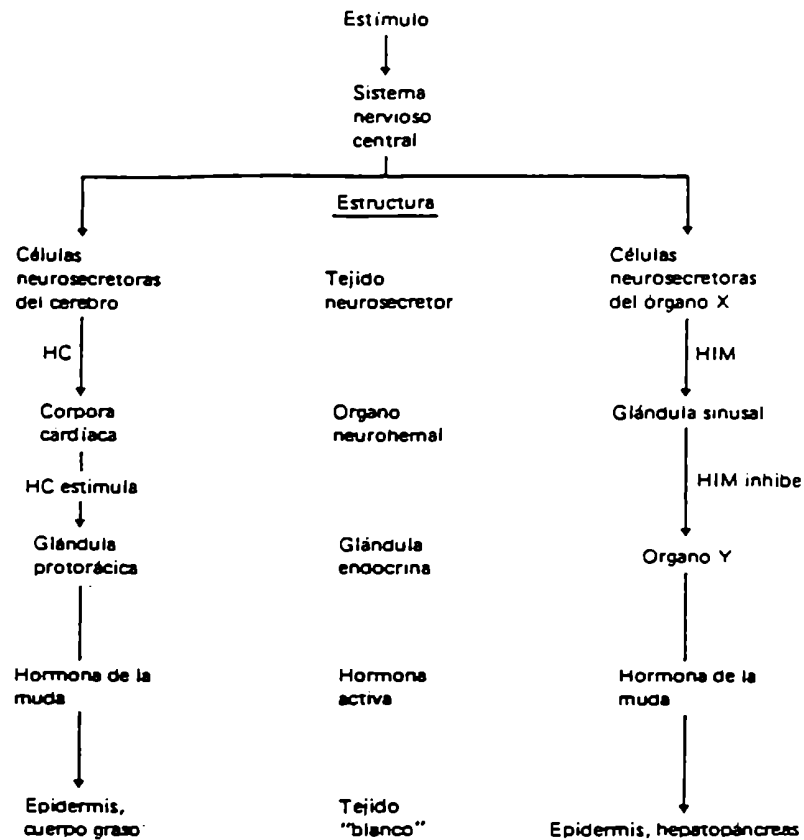 Estímulo
Sistema
nervioso
central
Estructura
Células
neurosecretoras
del cerebro
Tejido
neurosecretor
Células
neurosecretoras
del órgano X
HC
HIM
Corpora
cardíaca
Organo
neurohemal
Glándula sinusal
HC estimula
HIM inhibe
Glándula
protorácica
Glándula
endocrina
Organo Y
Hormona de la
muda
Hormona
activa
Hormona de la
muda
Epidermis,
cuerpo graso
Tejido
"blanco"
Epidermis, hepatopáncreas